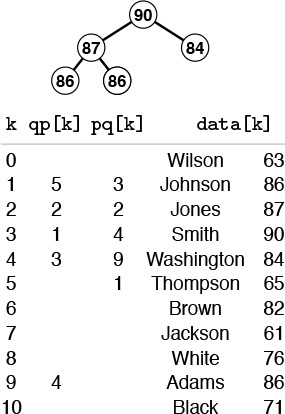 90
87 84
86 86
k qp[k] pq[k] data[k]
0 Wilson 63
1 5 3 Johnson 86
2 2 2 Jones 87
3 1 4 Smith 90
4 3 9 Washington 84
5 1 Thompson 65
6 Brown 82
7 Jackson 61
8 White 76
9 4 Adams 86
10 Black 71